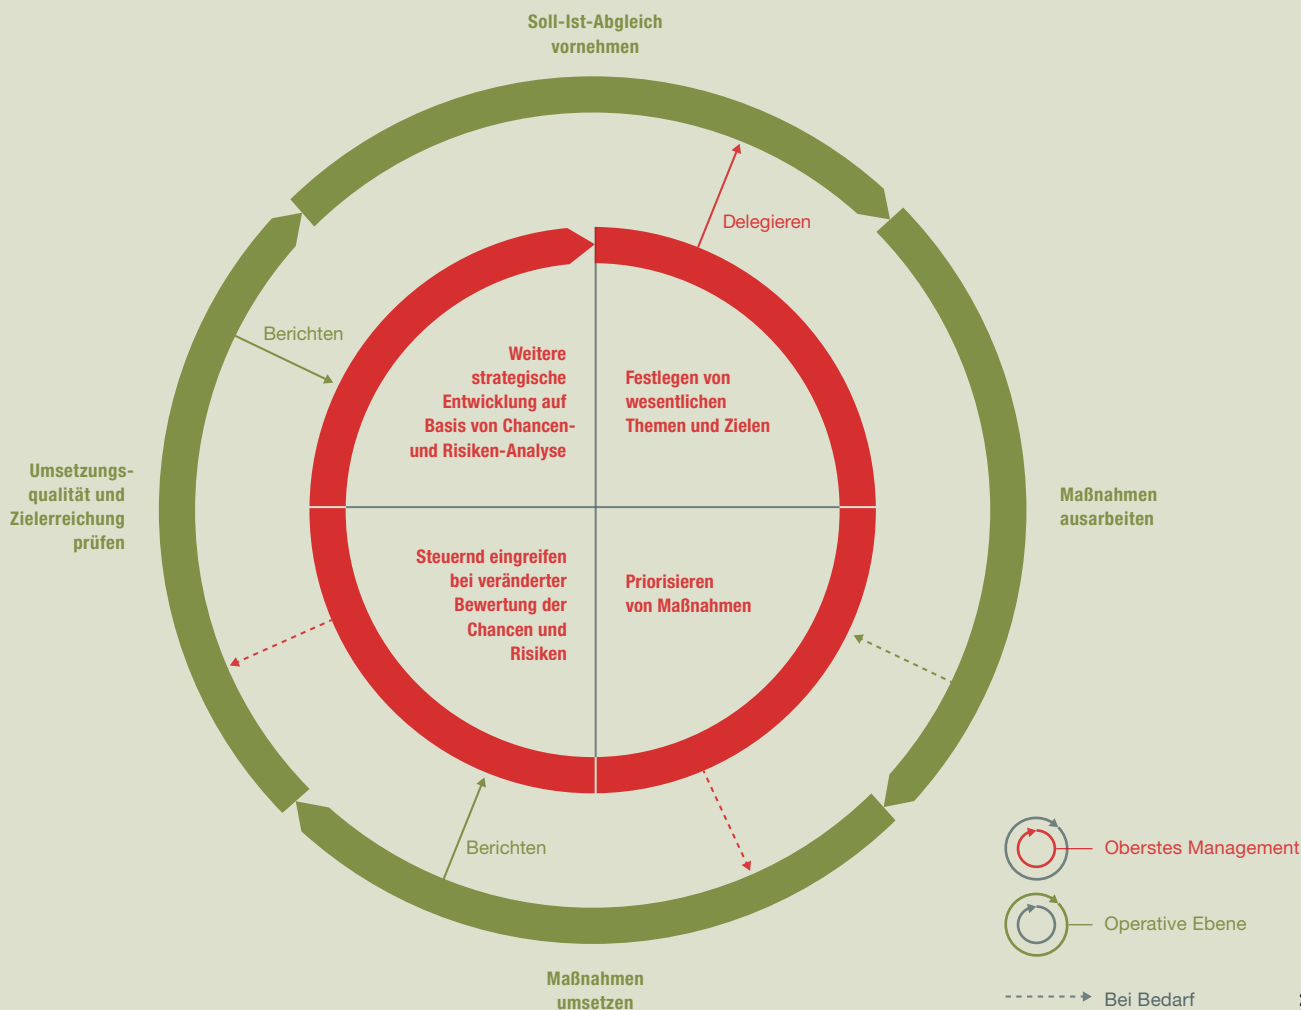 Soll-Ist-Abgleich
vornehmen
Delegieren
Berichten
Weitere
strategische
Entwicklung auf
Basis von Chancen-
und Risiken-Analyse
Festlegen von
wesentlichen
Themen und Zielen
Umsetzungs-
qualität und
Zielerreichung
prüfen
Maßnahmen
ausarbeiten
Steuernd eingreifen
bei veränderter
Bewertung der
Chancen und
Risiken
Priorisieren
von Maßnahmen
Berichten
Maßnahmen
umsetzen
Oberstes Management
Operative Ebene
Bei Bedarf